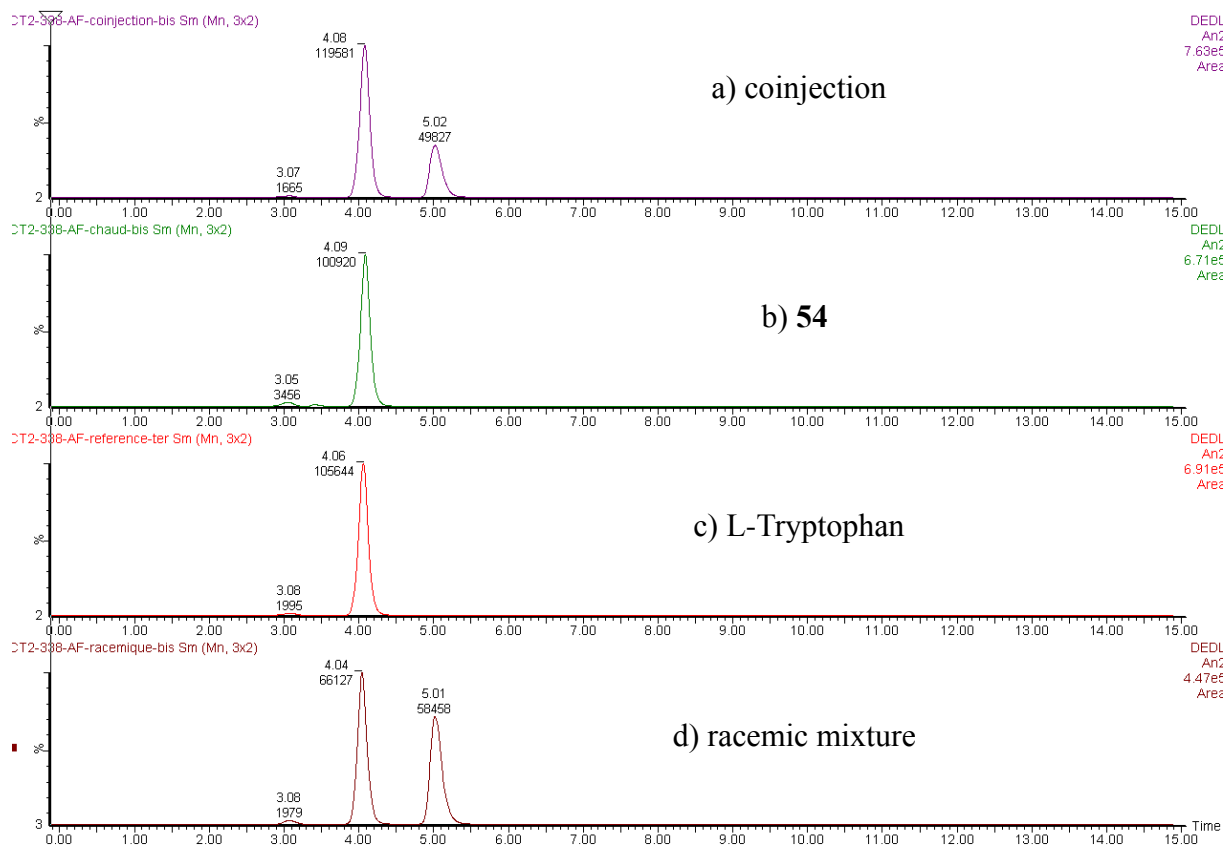 CT2-338-AF-coinjection-bis Sm (Mn, 3x2)
DEDL
An2
7.63e5
Area
4.08
119581
a) coinjection
5.02
49827
%
3.07
1665
2
0.00 1.00 2.00 3.00 4.00 5.00 6.00 7.00 8.00 9.00 10.00 11.00 12.00 13.00 14.00 15.00
CT2-338-AF-chaud-bis Sm (Mn, 3x2)
DEDL
An2
6.71e5
Area
4.09
100920
b) 54
%
3.05
3456
2
0.00 1.00 2.00 3.00 4.00 5.00 6.00 7.00 8.00 9.00 10.00 11.00 12.00 13.00 14.00 15.00
CT2-338-AF-reference-ter Sm (Mn, 3x2)
DEDL
An2
6.91e5
Area
4.06
105644
c) L-Tryptophan
%
3.08
1995
2
0.00 1.00 2.00 3.00 4.00 5.00 6.00 7.00 8.00 9.00 10.00 11.00 12.00 13.00 14.00 15.00
CT2-338-AF-racemique-bis Sm (Mn, 3x2)
DEDL
An2
4.47e5
Area
4.04
66127
5.01
58458
d) racemic mixture
%
3.08
1979
3
Time
0.00 1.00 2.00 3.00 4.00 5.00 6.00 7.00 8.00 9.00 10.00 11.00 12.00 13.00 14.00 15.00